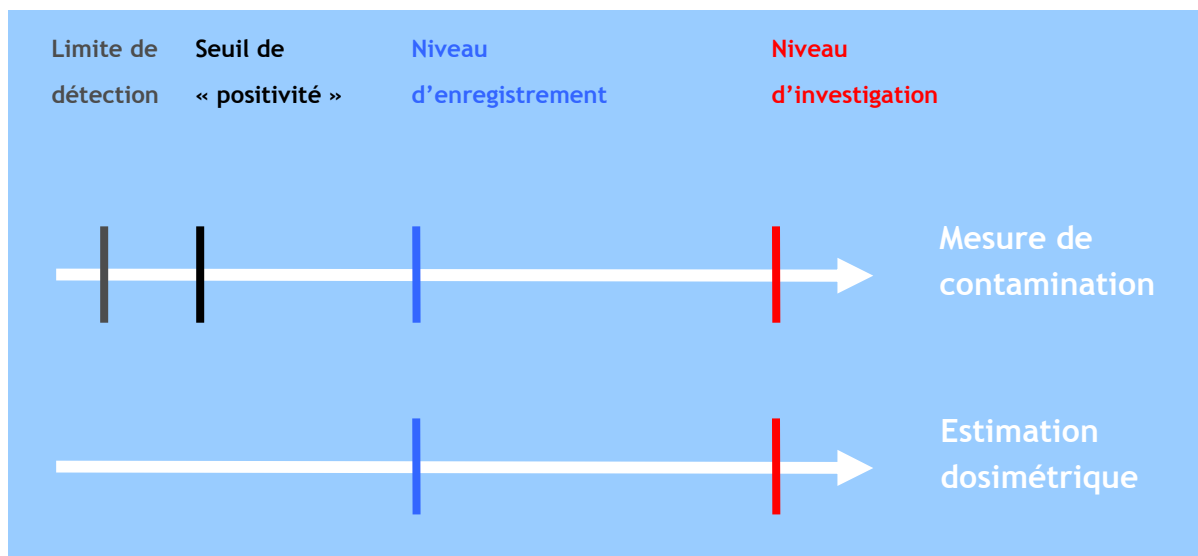 Limite de
détection
Seuil de
« positivité »
Niveau
d’enregistrement
Niveau
d’investigation
Mesure de
contamination
Estimation
dosimétrique